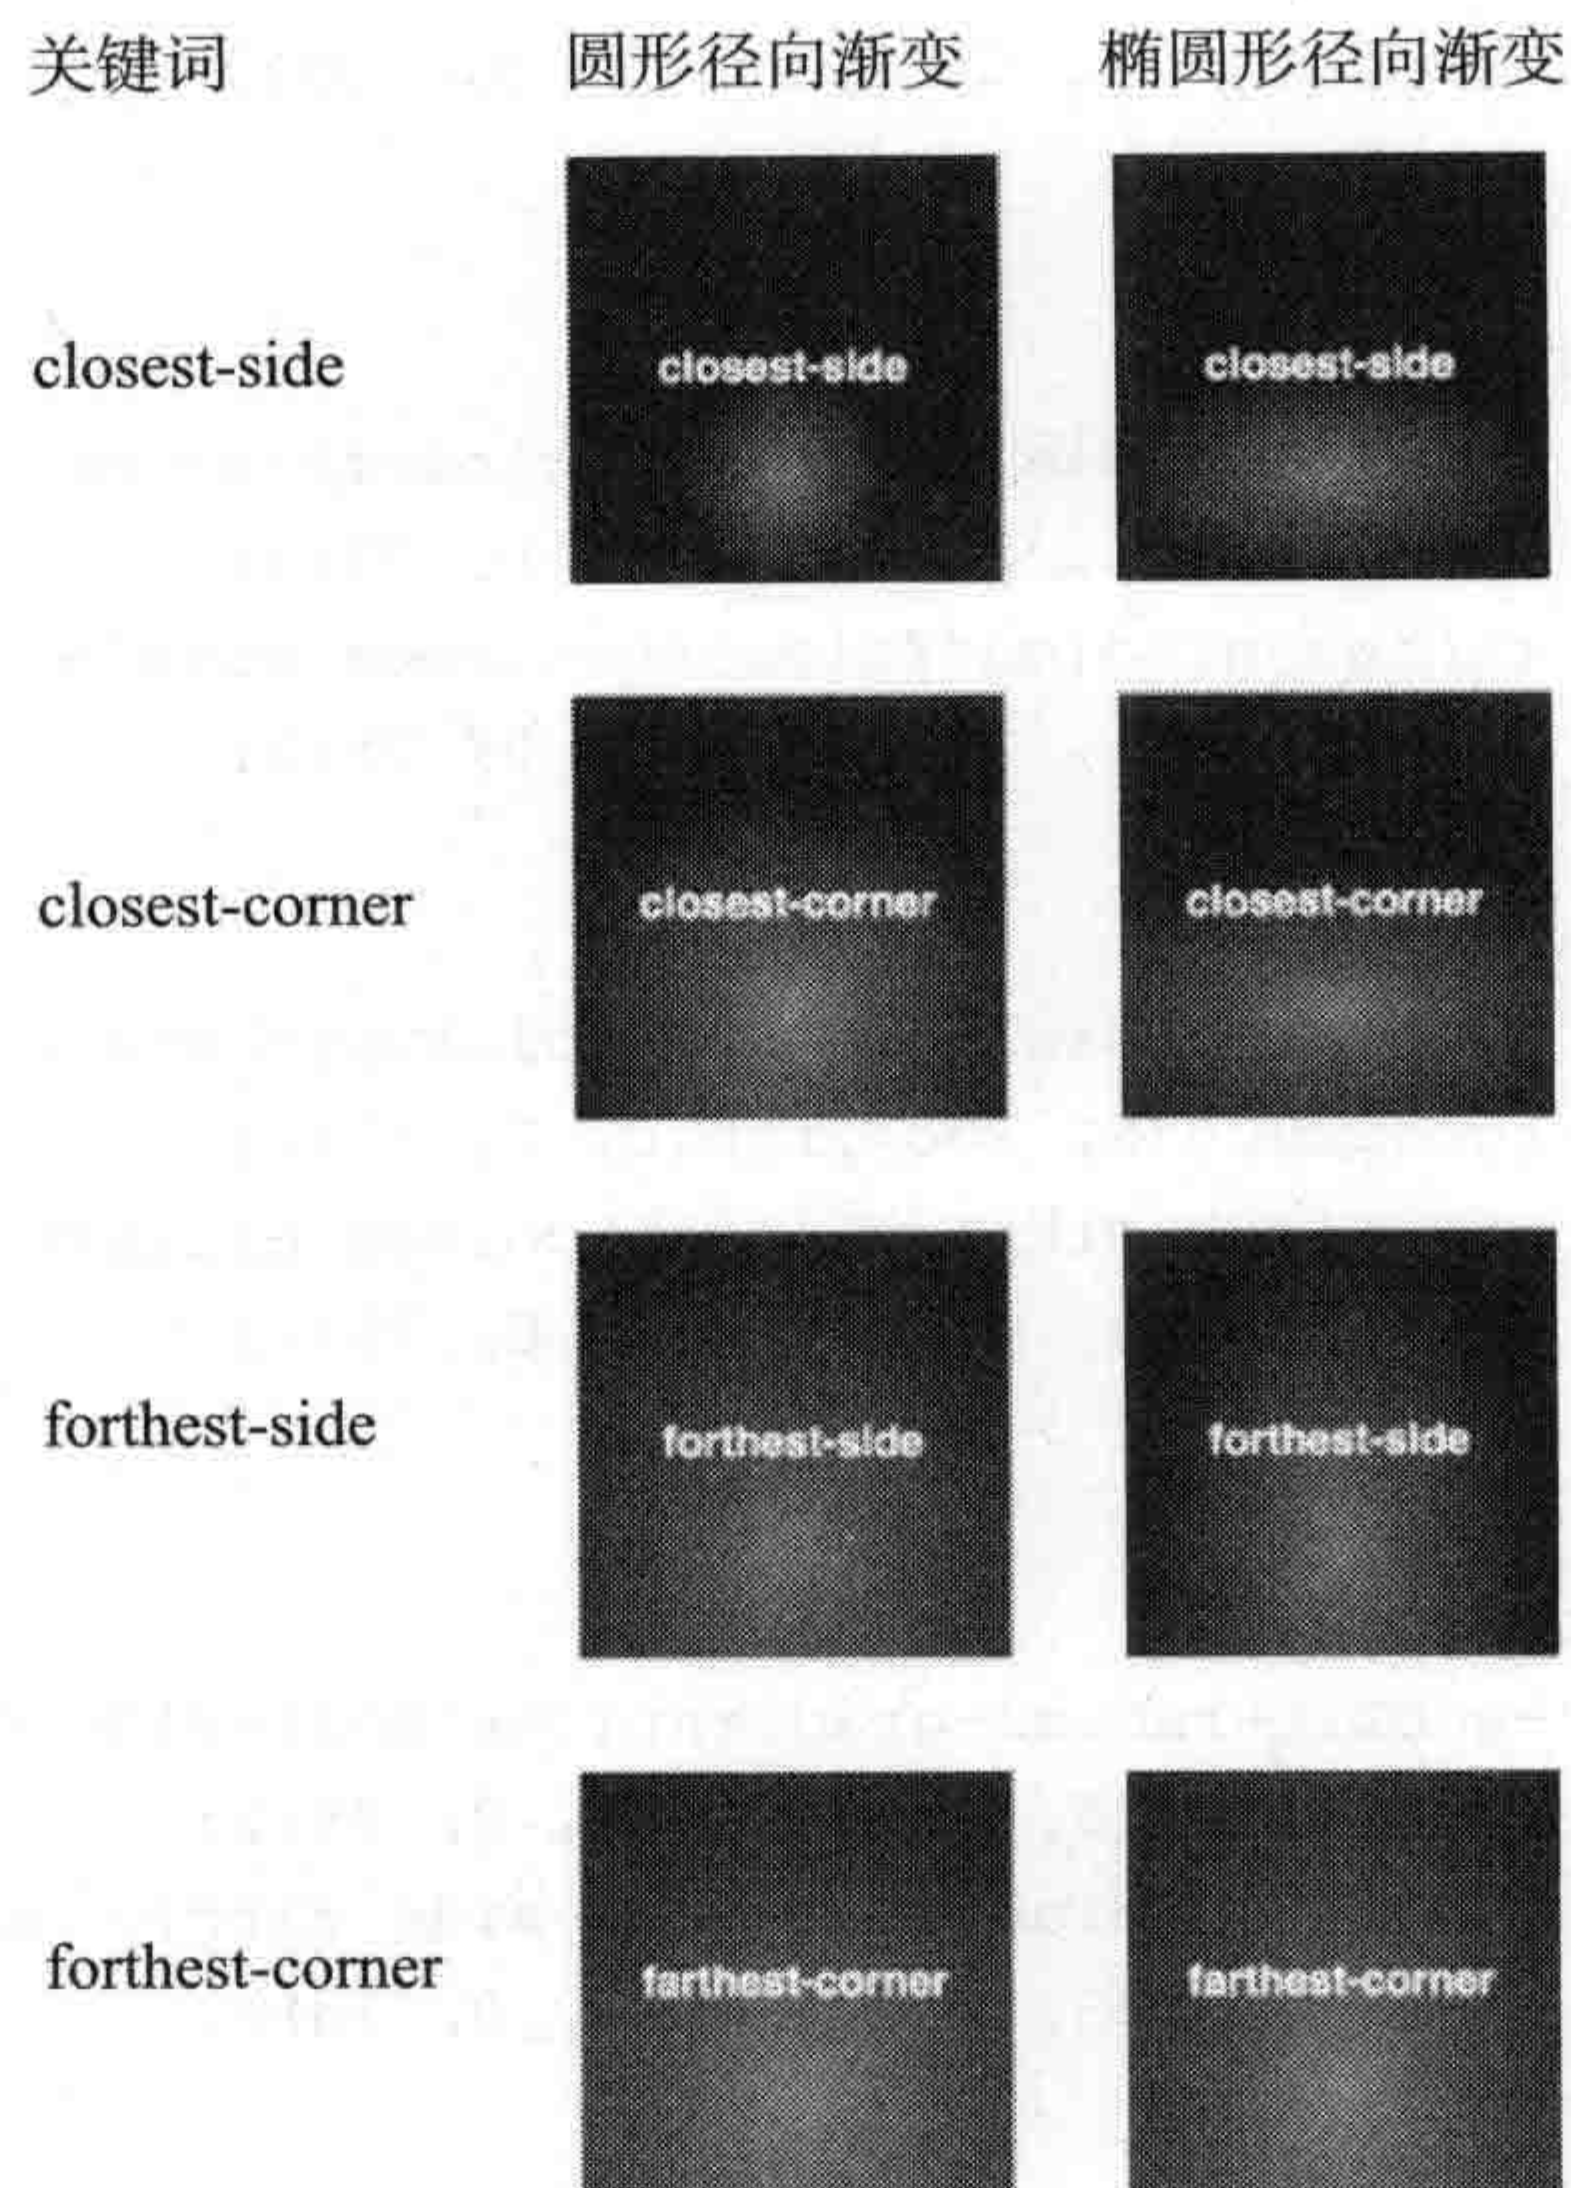 关键词 圆形径向渐变 椭圆形径向渐变
closest-side closest-side closest-side
closest-corner closest-corner closest-corner
forthest-side forthest-side forthest-side
forthest-corner farthest-corner farthest-corner